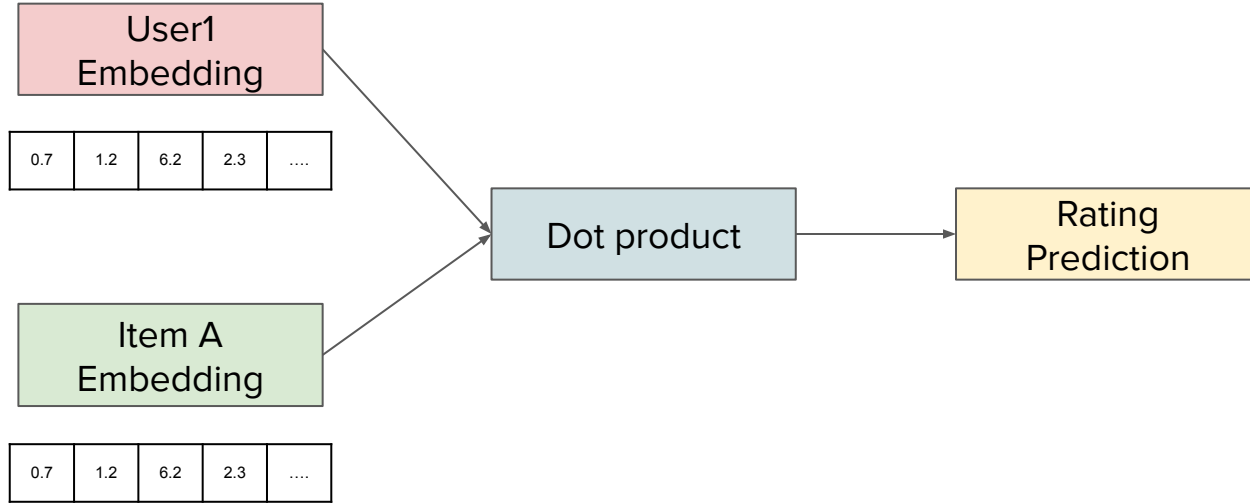 User1
Embedding
0.7 1.2 6.2 2.3 ....
Dot product
Rating
Prediction
Item A
Embedding
0.7 1.2 6.2 2.3 ....